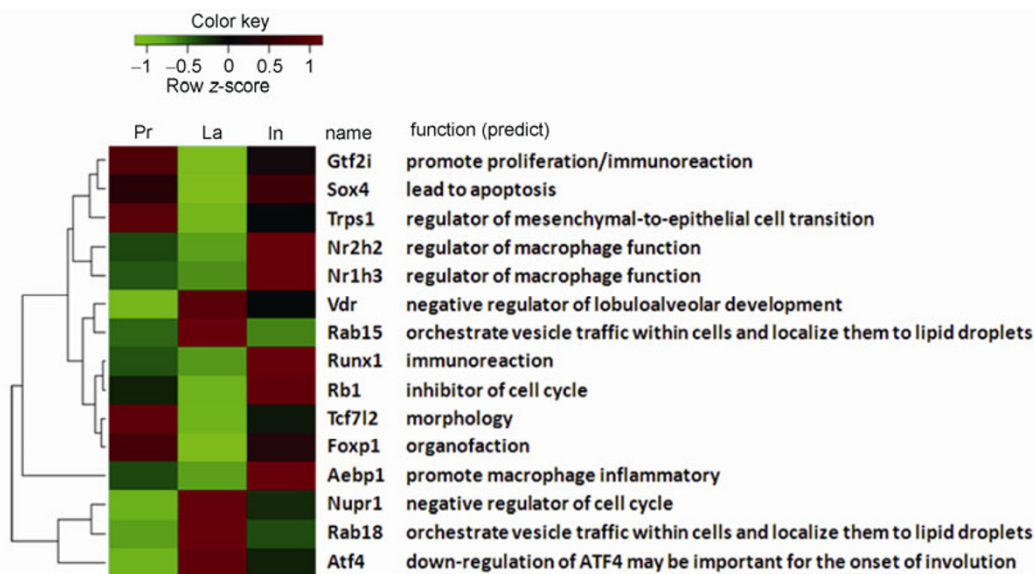 Color key
−1 −0.5 0 0.5 1
Row z-score
Pr La In name function (predict)
Gtf2i promote proliferation/immunoreaction
Sox4 lead to apoptosis
Trps1 regulator of mesenchymal-to-epithelial cell transition
Nr2h2 regulator of macrophage function
Nr1h3 regulator of macrophage function
Vdr negative regulator of lobuloalveolar development
Rab15 orchestrate vesicle traffic within cells and localize them to lipid droplets
Runx1 immunoreaction
Rb1 inhibitor of cell cycle
Tcf7l2 morphology
Foxp1 organofaction
Aebp1 promote macrophage inflammatory
Nupr1 negative regulator of cell cycle
Rab18 orchestrate vesicle traffic within cells and localize them to lipid droplets
Atf4 down-regulation of ATF4 may be important for the onset of involution